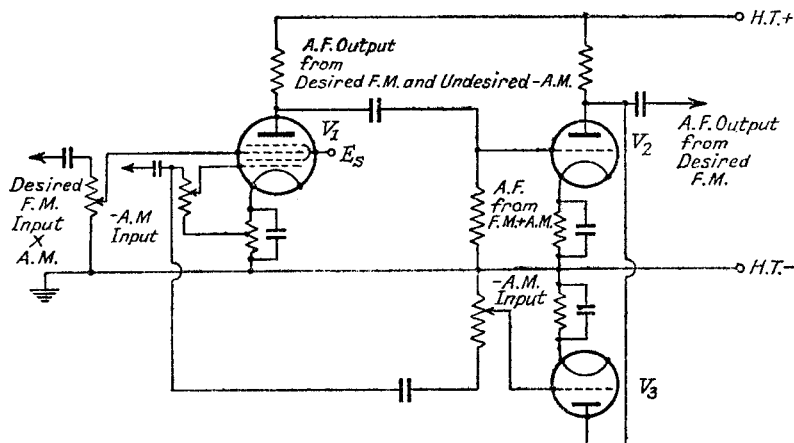 H.T.+
A.F. Output
from
Desired F.M. and Undesired -A.M.
V1
Es
V2
A.F. Output
from
Desired
F.M.
Desired
F.M.
Input
X
A.M.
-A.M
Input
A.F.
from
F.M.+A.M.
H.T.-
-A.M.
Input
V3